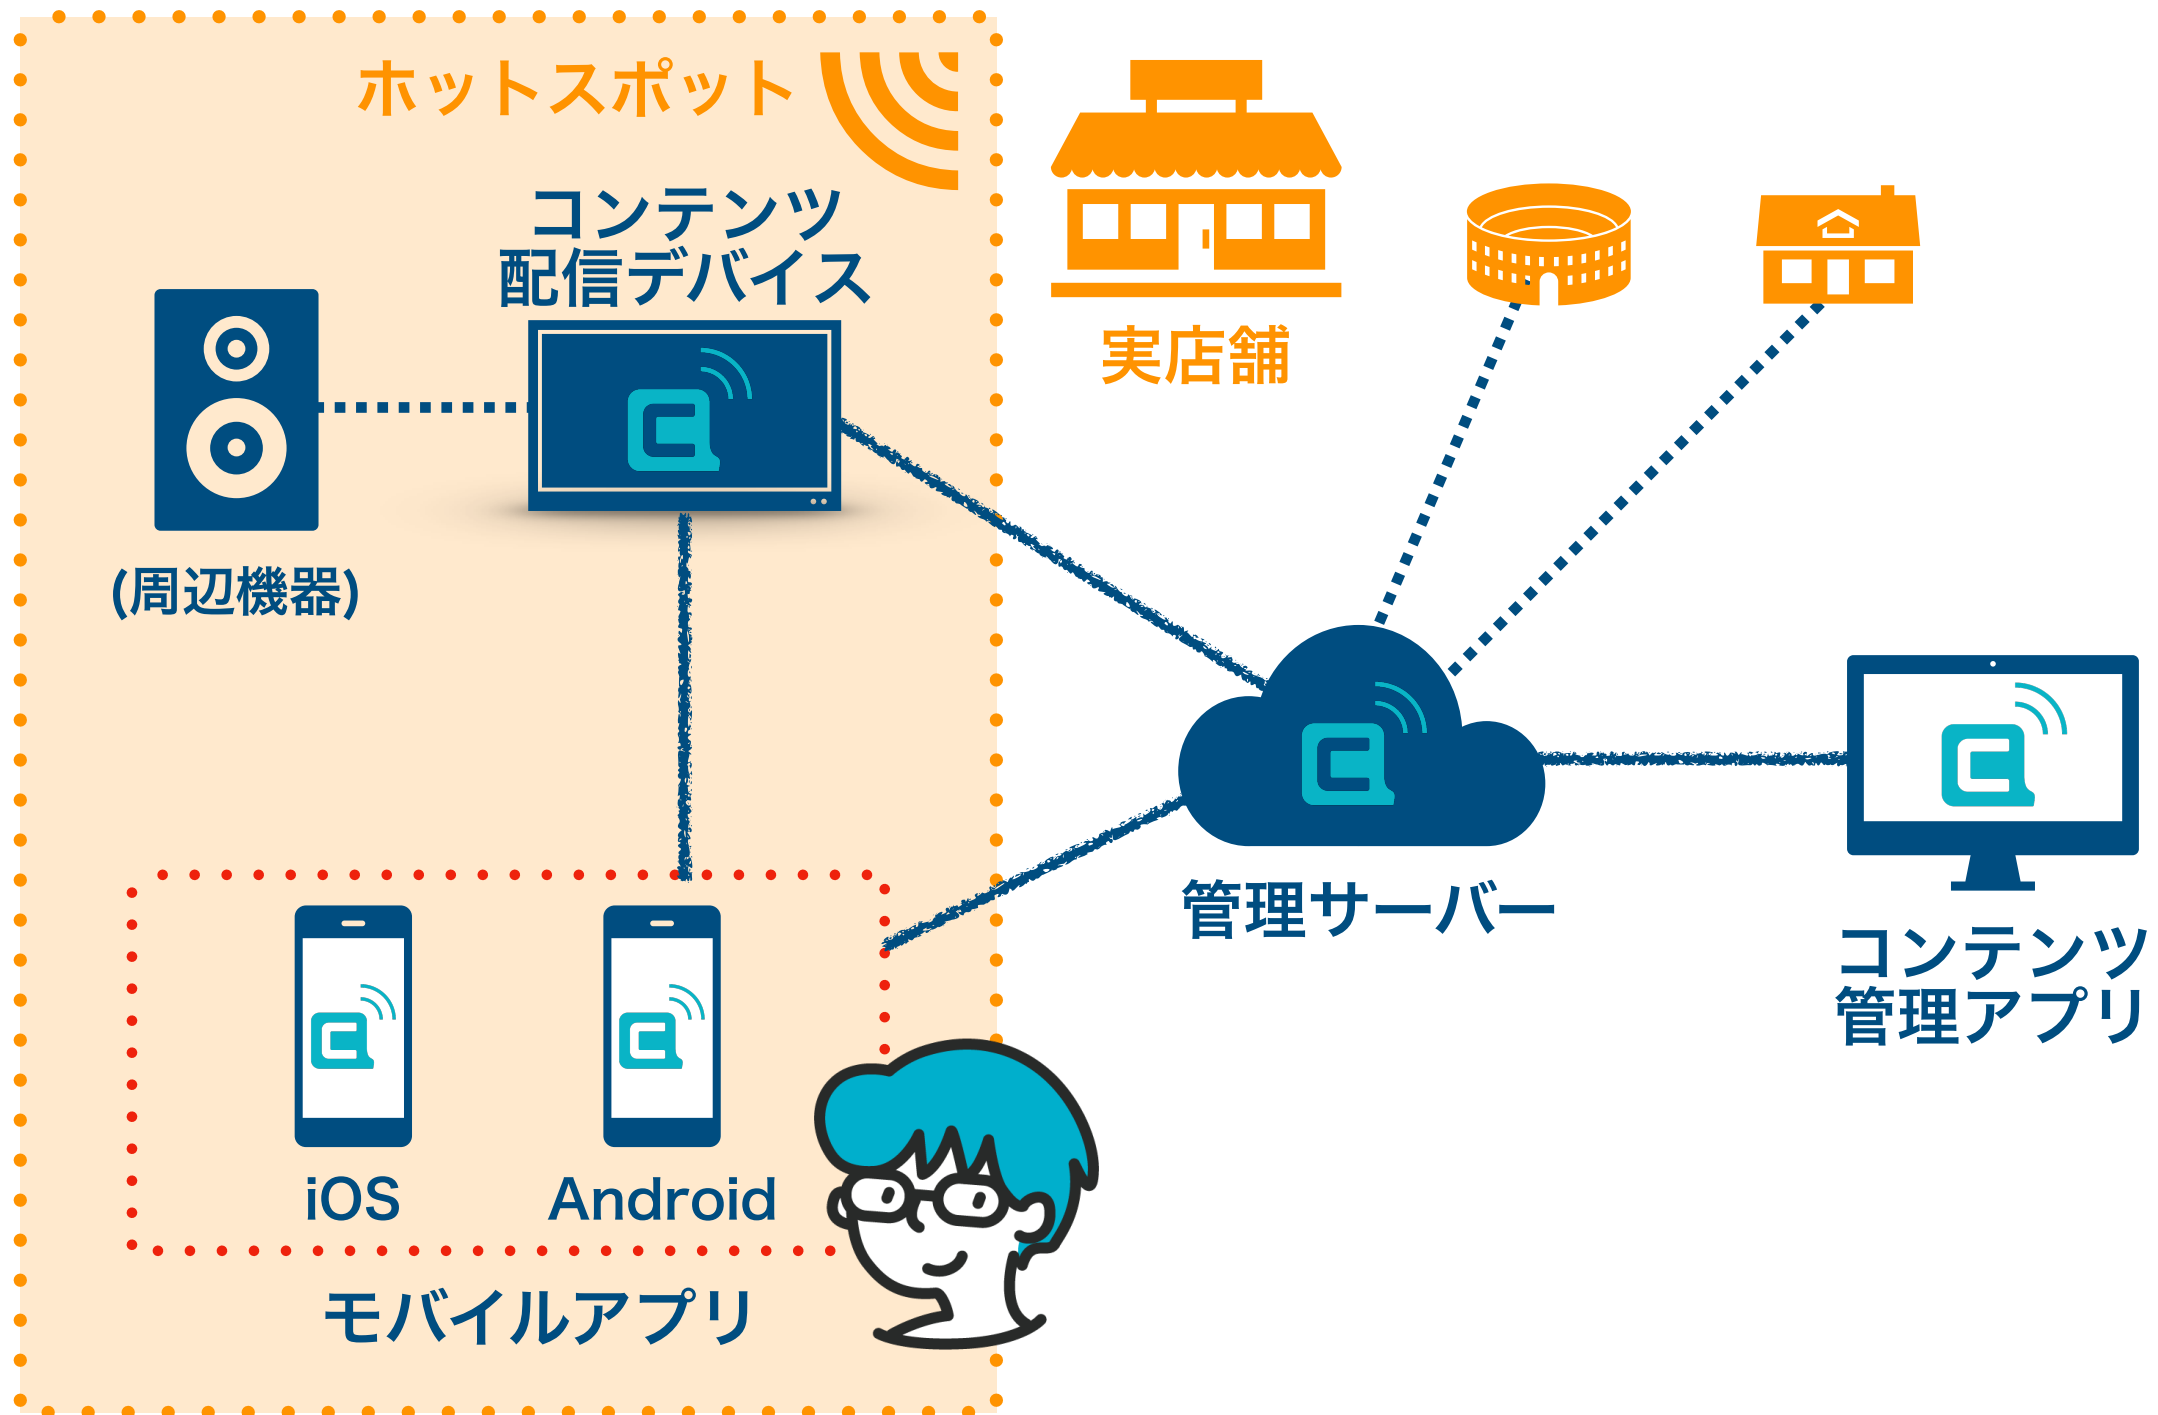 ホットスポット
コンテンツ
配信デバイス
実店舗
(周辺機器)
管理サーバー
コンテンツ
管理アプリ
iOS
Android
モバイルアプリ